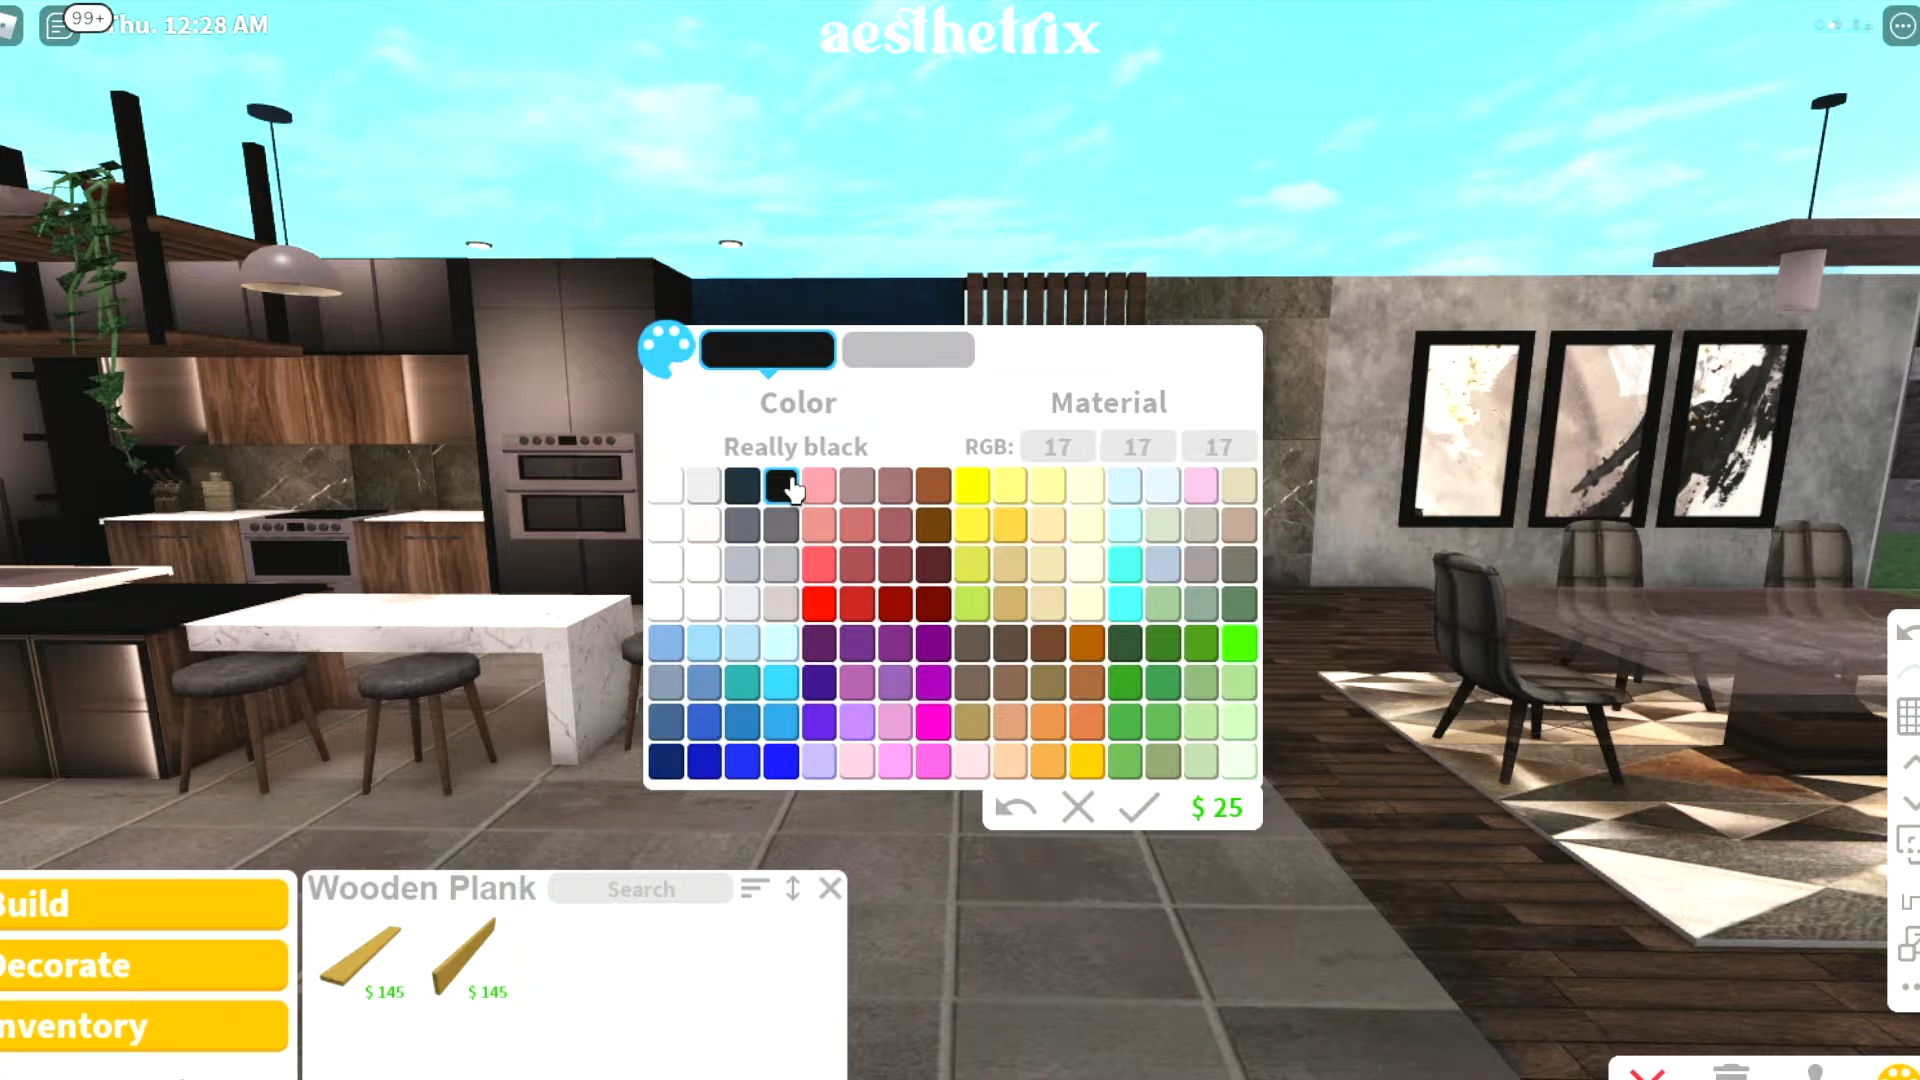 99+
Thu. 12:28 AM
aesthetrix
Color
Material
Really black
RGB: 17 17 17
$ 25
Build
Decorate
Inventory
Wooden Plank
Search
$ 145
$ 145